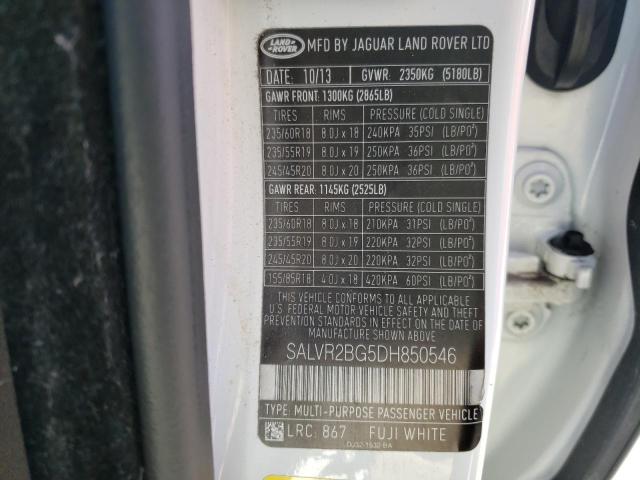 LAND ROVER MFD BY JAGUAR LAND ROVER LTD
DATE: 10/13 GVWR: 2350KG (5180LB)
GAWR FRONT: 1300KG (2865LB)
TIRES RIMS PRESSURE (COLD SINGLE)
235/60R18 8.0J x 18 240KPA 35PSI (LB/PO²)
235/55R19 8.0J x 19 250KPA 36PSI (LB/PO²)
245/45R20 8.0J x 20 250KPA 36PSI (LB/PO²)
GAWR REAR: 1145KG (2525LB)
TIRES RIMS PRESSURE (COLD SINGLE)
235/60R18 8.0J x 18 210KPA 31PSI (LB/PO²)
235/55R19 8.0J x 19 220KPA 32PSI (LB/PO²)
245/45R20 8.0J x 20 220KPA 32PSI (LB/PO²)
155/85R18 4.0J x 18 420KPA 60PSI (LB/PO²)
THIS VEHICLE CONFORMS TO ALL APPLICABLE
U.S. FEDERAL MOTOR VEHICLE SAFETY AND THEFT
PREVENTION STANDARDS IN EFFECT ON THE DATE OF
MANUFACTURE SHOWN ABOVE
SALVR2BG5DH850546
TYPE: MULTI-PURPOSE PASSENGER VEHICLE
LRC: 867 FUJI WHITE